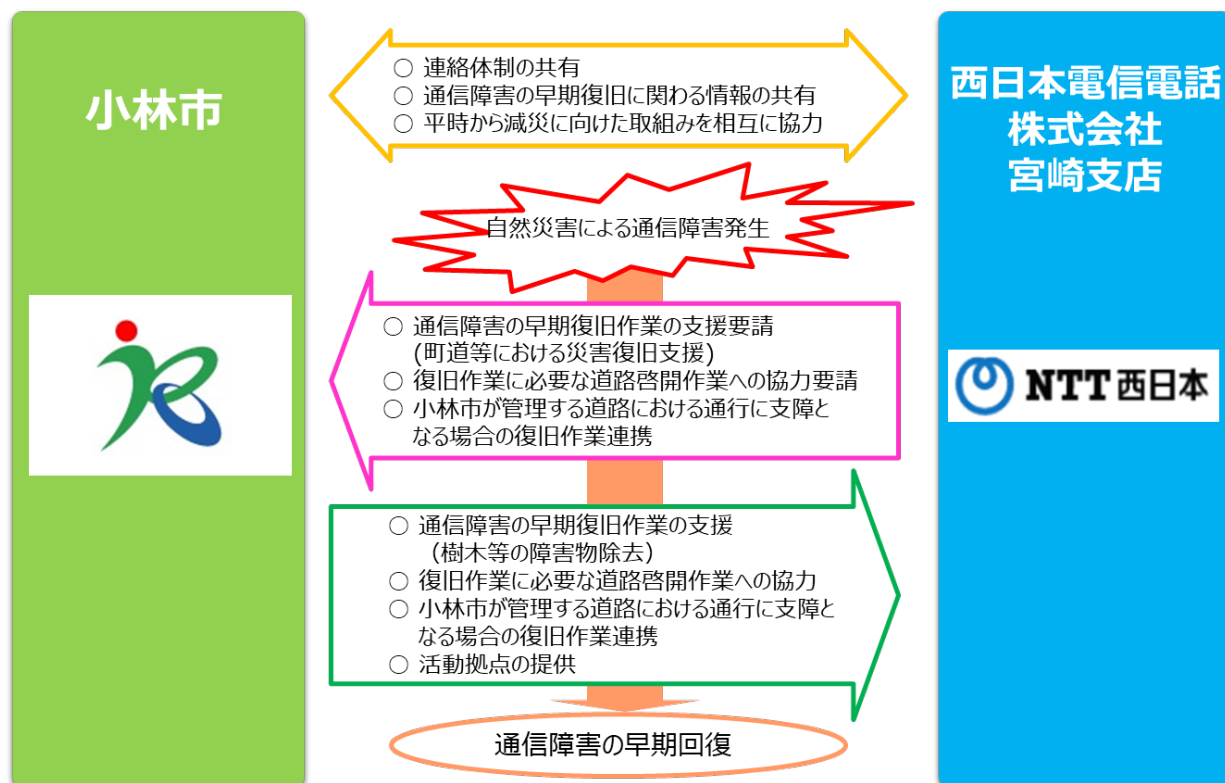 小林市
○ 連絡体制の共有
○ 通信障害の早期復旧に関わる情報の共有
○ 平時から減災に向けた取組みを相互に協力
西日本電信電話
株式会社
宮崎支店
自然災害による通信障害発生
○ 通信障害の早期復旧作業の支援要請
(町道等における災害復旧支援)
○ 復旧作業に必要な道路啓開作業への協力要請
○ 小林市が管理する道路における通行に支障と
なる場合の復旧作業連携
NTT西日本
○ 通信障害の早期復旧作業の支援
（樹木等の障害物除去）
○ 復旧作業に必要な道路啓開作業への協力
○ 小林市が管理する道路における通行に支障と
なる場合の復旧作業連携
○ 活動拠点の提供
通信障害の早期回復